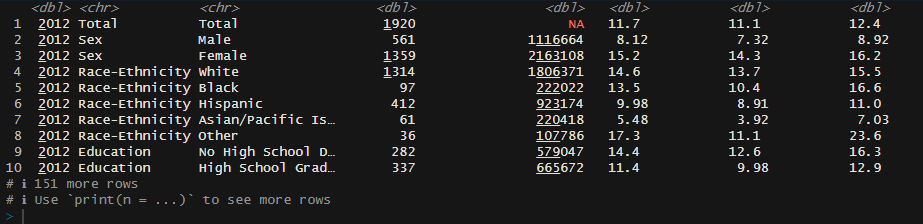 <dbl> <chr> <chr> <dbl> <dbl> <dbl> <dbl> <dbl>
1 2012 Total Total 1920 NA 11.7 11.1 12.4
2 2012 Sex Male 561 1116664 8.12 7.32 8.92
3 2012 Sex Female 1359 2163108 15.2 14.3 16.2
4 2012 Race-Ethnicity White 1314 1806371 14.6 13.7 15.5
5 2012 Race-Ethnicity Black 97 222022 13.5 10.4 16.6
6 2012 Race-Ethnicity Hispanic 412 923174 9.98 8.91 11.0
7 2012 Race-Ethnicity Asian/Pacific Is… 61 220418 5.48 3.92 7.03
8 2012 Race-Ethnicity Other 36 107786 17.3 11.1 23.6
9 2012 Education No High School D… 282 579047 14.4 12.6 16.3
10 2012 Education High School Grad… 337 665672 11.4 9.98 12.9
# ℹ 151 more rows
# ℹ Use `print(n = ...)` to see more rows
>